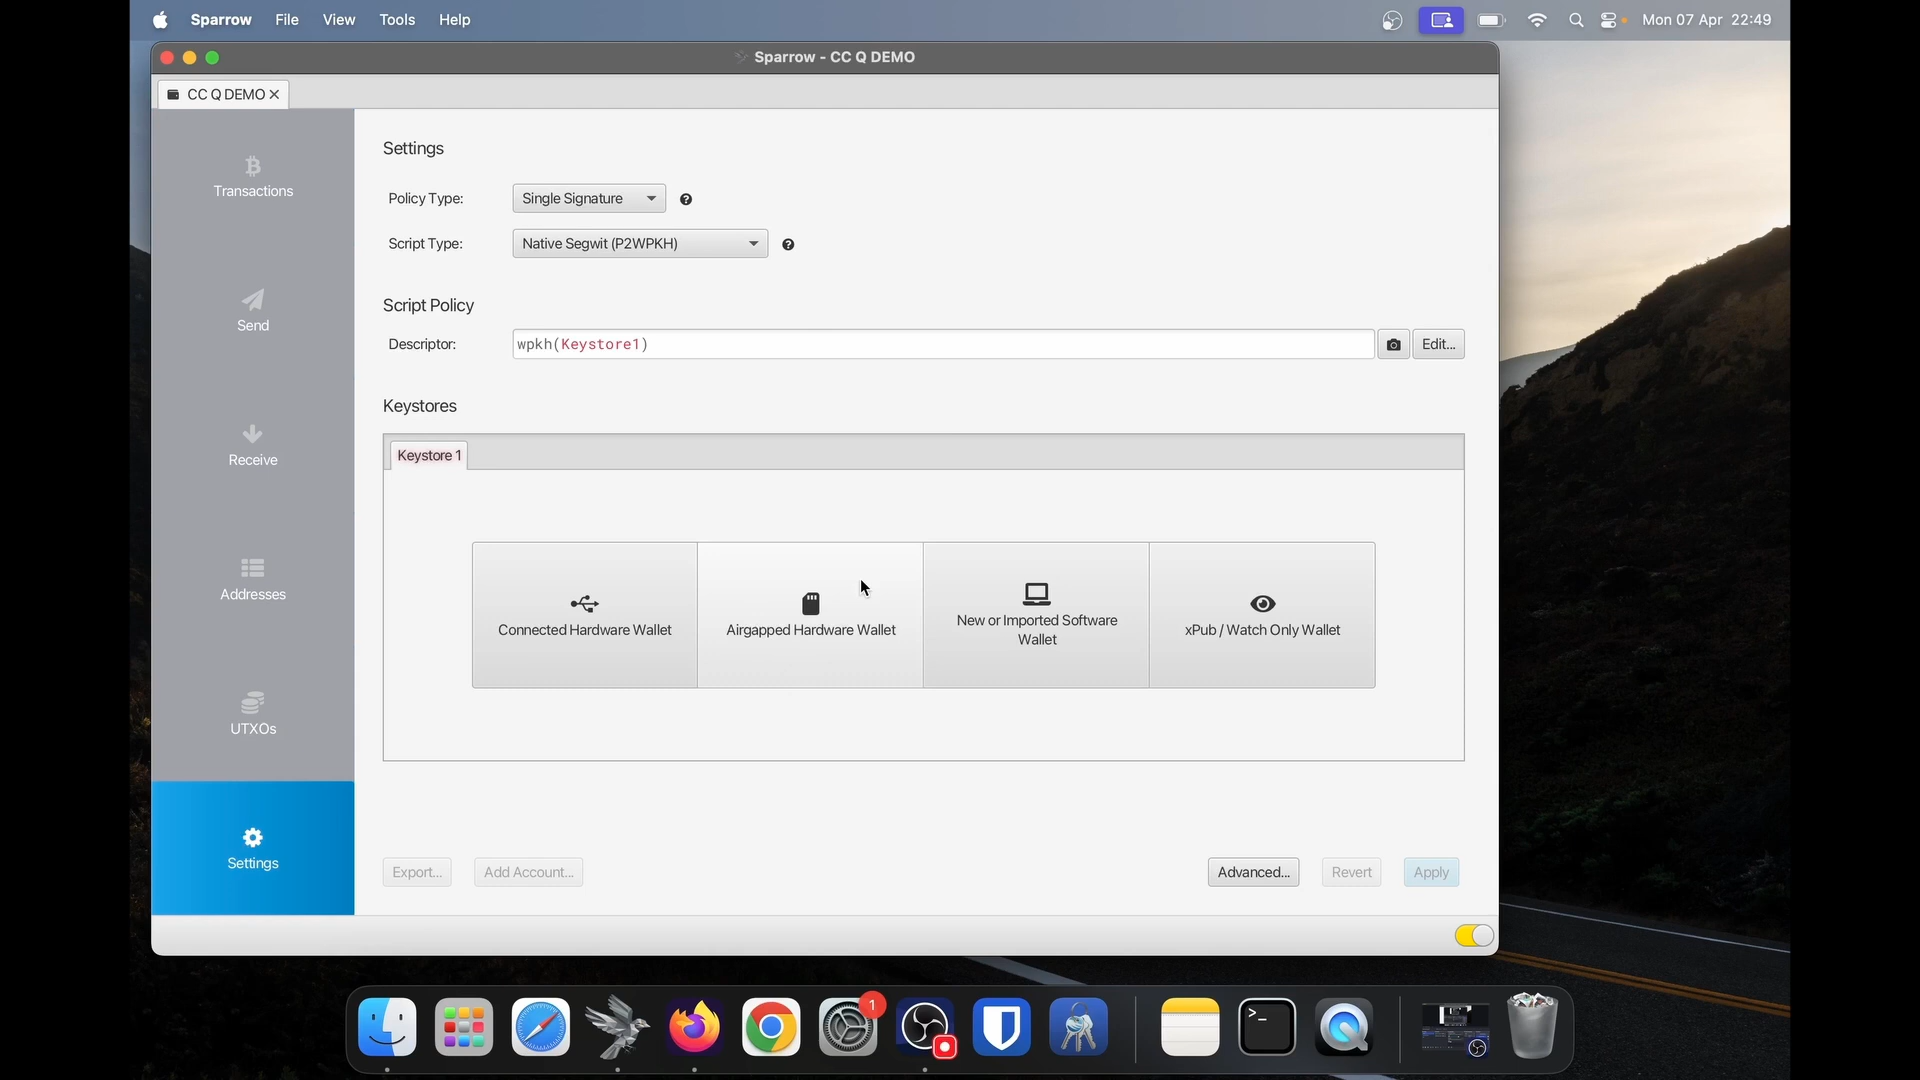 Sparrow File View Tools Help Mon 07 Apr 22:49
Sparrow - CC Q DEMO
CC Q DEMO
Transactions
Send
Receive
Addresses
UTXOs
Settings
Settings
Policy Type: Single Signature
Script Type: Native Segwit (P2WPKH)
Script Policy
Descriptor: wpkh(Keystore1) Edit...
Keystores
Keystore 1
Connected Hardware Wallet
Airgapped Hardware Wallet
New or Imported Software
Wallet
xPub / Watch Only Wallet
Export... Add Account... Advanced... Revert Apply
1
>_